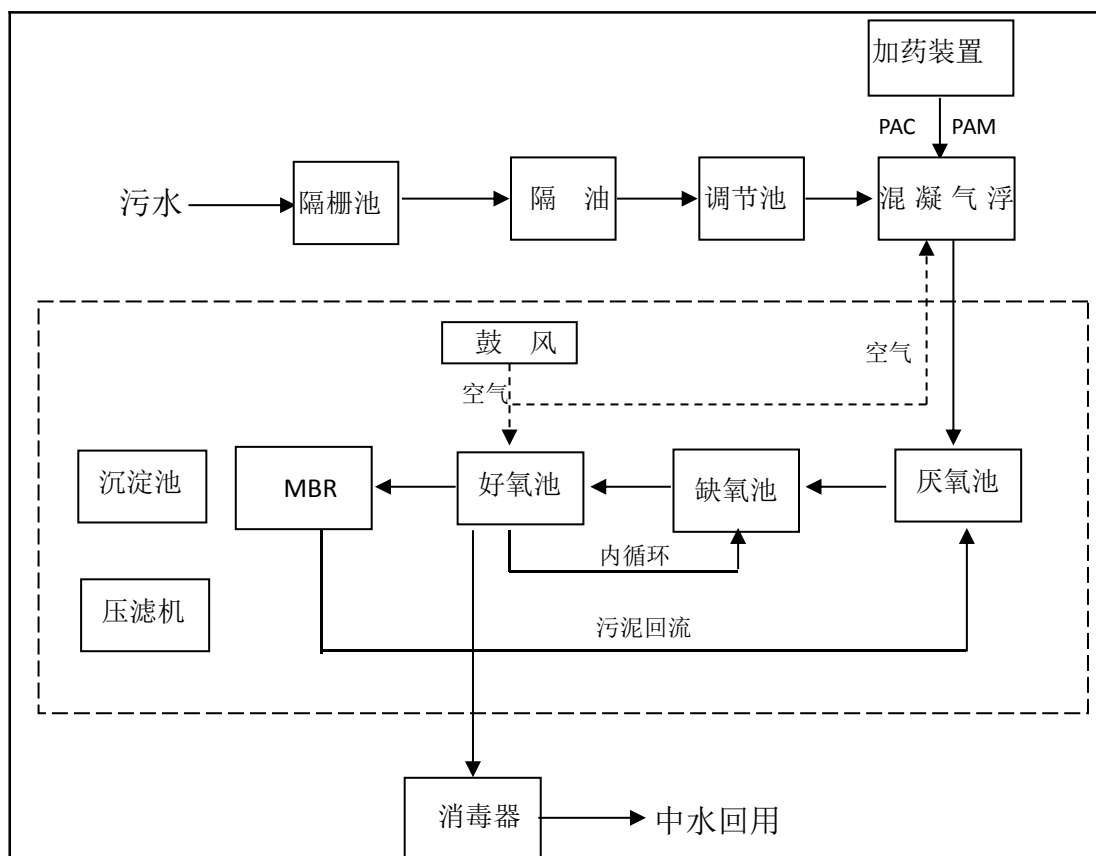 加药装置
PAC PAM
污水
隔栅池
隔 油
调节池
混凝气浮
鼓 风
空气
空气
沉淀池
MBR
好氧池
缺氧池
厌氧池
内循环
压滤机
污泥回流
消毒器
中水回用